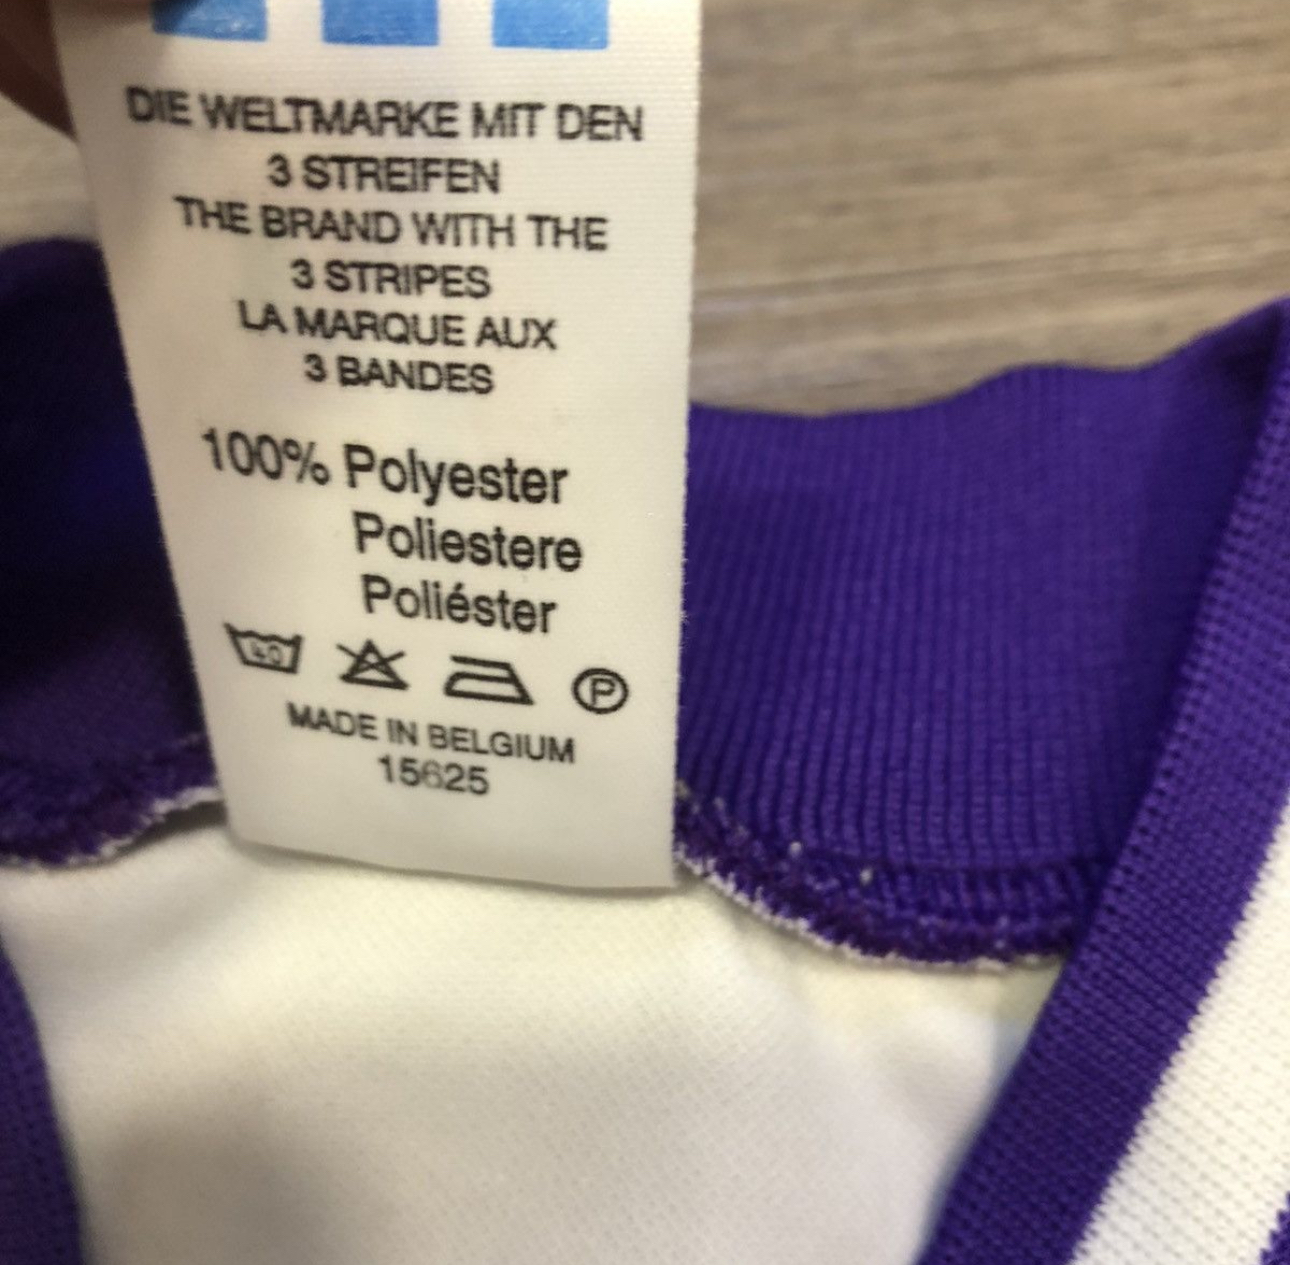 DIE WELTMARKE MIT DEN
3 STREIFEN
THE BRAND WITH THE
3 STRIPES
LA MARQUE AUX
3 BANDES
100% Polyester
Poliestere
Poliéster
40
P
MADE IN BELGIUM
15625